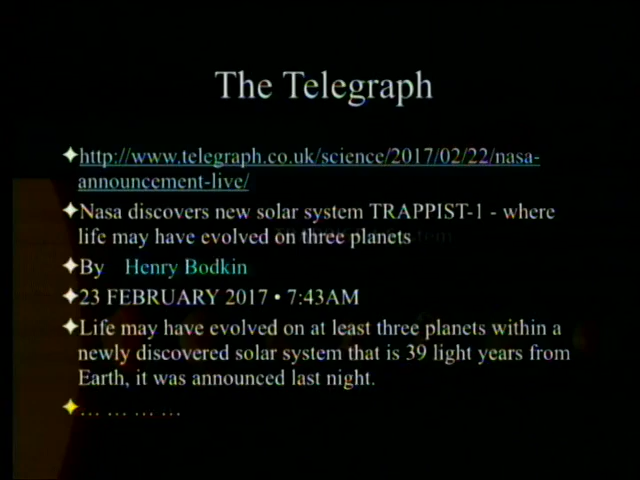 The Telegraph
✦http://www.telegraph.co.uk/science/2017/02/22/nasa-
announcement-live/
✦Nasa discovers new solar system TRAPPIST-1 - where
life may have evolved on three planets
✦By Henry Bodkin
✦23 FEBRUARY 2017 • 7:43AM
✦Life may have evolved on at least three planets within a
newly discovered solar system that is 39 light years from
Earth, it was announced last night.
✦… … … …